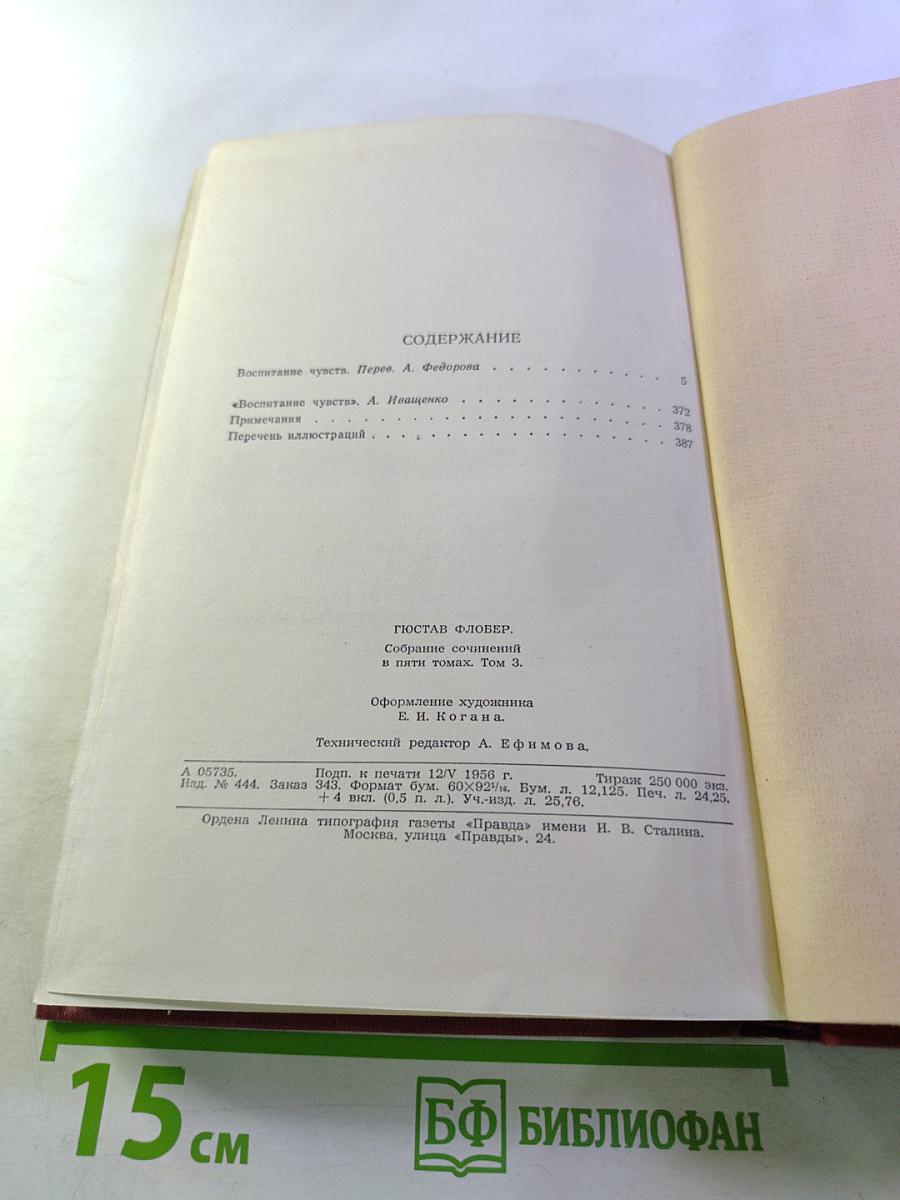 СОДЕРЖАНИЕ
Воспитание чувств. Перев. А. Федорова . . . . . . . . . . . 5
«Воспитание чувств». А. Иващенко . . . . . . . . . . . . . 372
Примечания . . . . . . . . . . . . . . . . . . . . . . 378
Перечень иллюстраций . . . . . . . . . . . . . . . . . . 387
ГЮСТАВ ФЛОБЕР.
Собрание сочинений
в пяти томах. Том 3.
Оформление художника
Е. И. Когана.
Технический редактор А. Ефимова.
А 05735. Подп. к печати 12/V 1956 г. Тираж 250 000 экз.
Изд. № 444. Заказ 343. Формат бум. 60×92¹/₁₆. Бум. л. 12,125. Печ. л. 24,25.
+ 4 вкл. (0,5 п. л.). Уч.-изд. л. 25,76.
Ордена Ленина типография газеты «Правда» имени И. В. Сталина.
Москва, улица «Правды», 24.
15 см
БФ БИБЛИОФАН